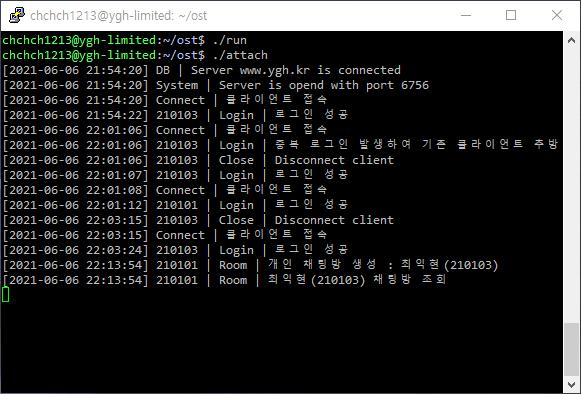 chchch1213@ygh-limited: ~/ost
chchch1213@ygh-limited:~/ost$ ./run
chchch1213@ygh-limited:~/ost$ ./attach
[2021-06-06 21:54:20] DB | Server www.ygh.kr is connected
[2021-06-06 21:54:20] System | Server is opend with port 6756
[2021-06-06 21:54:20] Connect | 클라이언트 접속
[2021-06-06 21:54:22] 210103 | Login | 로그인 성공
[2021-06-06 22:01:06] Connect | 클라이언트 접속
[2021-06-06 22:01:06] 210103 | Login | 중복 로그인 발생하여 기존 클라이언트 추방
[2021-06-06 22:01:06] 210103 | Close | Disconnect client
[2021-06-06 22:01:07] 210103 | Login | 로그인 성공
[2021-06-06 22:01:08] Connect | 클라이언트 접속
[2021-06-06 22:01:12] 210101 | Login | 로그인 성공
[2021-06-06 22:03:15] 210103 | Close | Disconnect client
[2021-06-06 22:03:15] Connect | 클라이언트 접속
[2021-06-06 22:03:24] 210103 | Login | 로그인 성공
[2021-06-06 22:13:54] 210101 | Room | 개인 채팅방 생성 : 최익현(210103)
[2021-06-06 22:13:54] 210101 | Room | 최익현(210103) 채팅방 조회